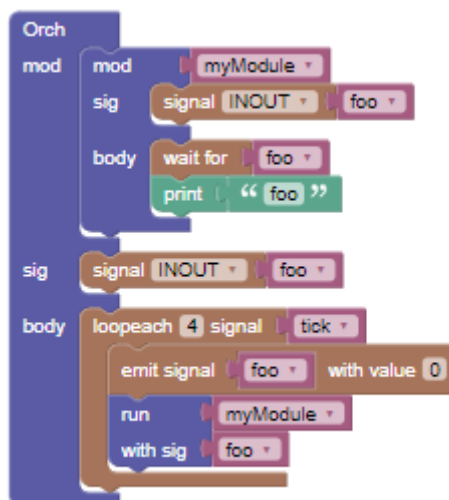 Orch
mod mod myModule
sig signal INOUT foo
body wait for foo
print “ foo ”
sig signal INOUT foo
body loopeach 4 signal tick
emit signal foo with value 0
run myModule
with sig foo